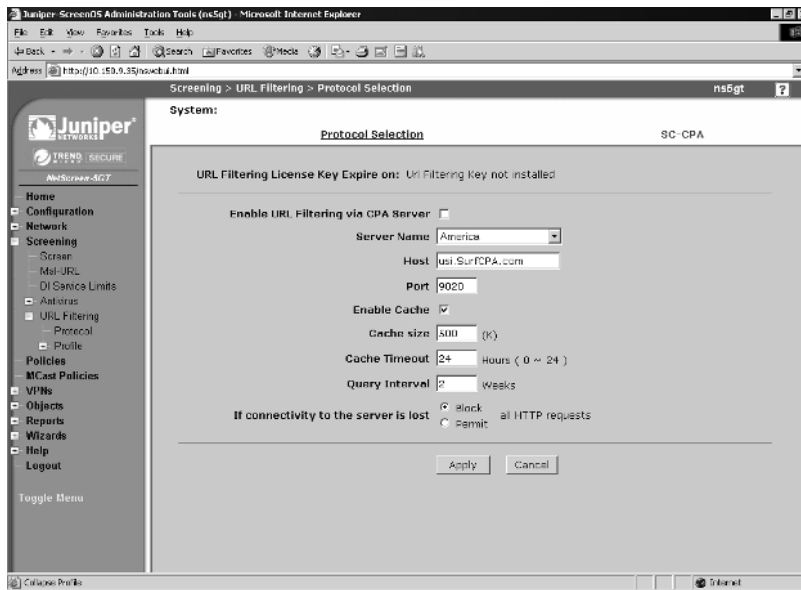 Juniper-ScreenOS Administration Tools (ns5gt) - Microsoft Internet Explorer
File Edit View Favorites Tools Help
Back Search Favorites Media
Address http://10.150.9.35/nswebui.html
Screening > URL Filtering > Protocol Selection ns5gt ?
Juniper
NETWORKS
TREND MICRO SECURE
NetScreen-5GT
Home
Configuration
Network
Screening
Screen
Mal-URL
DI Service Limits
Antivirus
URL Filtering
Protocol
Profile
Policies
MCast Policies
VPNs
Objects
Reports
Wizards
Help
Logout
Toggle Menu
System:
Protocol Selection SC-CPA
URL Filtering License Key Expire on: Url Filtering Key not installed
Enable URL Filtering via CPA Server
Server Name America
Host usi.SurfCPA.com
Port 9020
Enable Cache
Cache size 500 (K)
Cache Timeout 24 Hours ( 0 ~ 24 )
Query Interval 2 Weeks
If connectivity to the server is lost Block all HTTP requests
Permit
Apply Cancel
Collapse Profile Internet